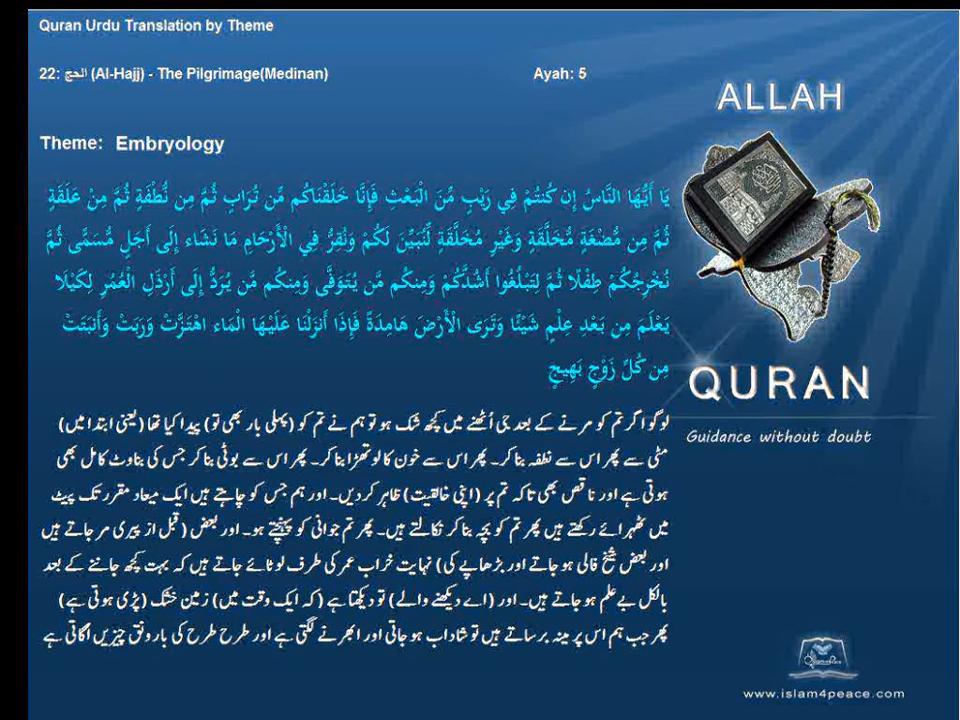 Quran Urdu Translation by Theme
22: الحج (Al-Hajj) - The Pilgrimage(Medinan) Ayah: 5
Theme: Embryology
يَا أَيُّهَا النَّاسُ إِن كُنتُمْ فِي رَيْبٍ مِّنَ الْبَعْثِ فَإِنَّا خَلَقْنَاكُم مِّن تُرَابٍ ثُمَّ مِن نُّطْفَةٍ ثُمَّ مِنْ عَلَقَةٍ
ثُمَّ مِن مُّضْغَةٍ مُّخَلَّقَةٍ وَغَيْرِ مُخَلَّقَةٍ لِّنُبَيِّنَ لَكُمْ وَنُقِرُّ فِي الْأَرْحَامِ مَا نَشَاء إِلَى أَجَلٍ مُّسَمًّى ثُمَّ
نُخْرِجُكُمْ طِفْلًا ثُمَّ لِتَبْلُغُوا أَشُدَّكُمْ وَمِنكُم مَّن يُتَوَفَّى وَمِنكُم مَّن يُرَدُّ إِلَى أَرْذَلِ الْعُمُرِ لِكَيْلَا
يَعْلَمَ مِن بَعْدِ عِلْمٍ شَيْئًا وَتَرَى الْأَرْضَ هَامِدَةً فَإِذَا أَنزَلْنَا عَلَيْهَا الْمَاء اهْتَزَّتْ وَرَبَتْ وَأَنبَتَتْ
مِن كُلِّ زَوْجٍ بَهِيجٍ
لوگو اگر تم کو مرنے کے بعد جی اُٹھنے میں کچھ شک ہو تو ہم نے تم کو (پہلی بار بھی تو) پیدا کیا تھا (یعنی ابتدا میں)
مٹی سے پھر اس سے نطفہ بنا کر۔ پھر اس سے خون کا لوتھڑا بنا کر۔ پھر اس سے بوٹی بنا کر جس کی بناوٹ کامل بھی
ہوتی ہے اور ناقص بھی تاکہ تم پر (اپنی خالقیت) ظاہر کردیں۔ اور ہم جس کو چاہتے ہیں ایک میعاد مقرر تک پیٹ
میں ٹھہرائے رکھتے ہیں پھر تم کو بچہ بنا کر نکالتے ہیں۔ پھر تم جوانی کو پہنچتے ہو۔ اور بعض (قبل از پیری مر جاتے ہیں
اور بعض شیخ فالی ہو جاتے اور بڑھاپے کی) نہایت خراب عمر کی طرف لوٹائے جاتے ہیں کہ بہت کچھ جاننے کے بعد
بالکل بےعلم ہو جاتے ہیں۔ اور (اے دیکھنے والے) تو دیکھتا ہے (کہ ایک وقت میں) زمین خشک (پڑی ہوتی ہے)
پھر جب ہم اس پر مینہ برساتے ہیں تو شاداب ہو جاتی اور ابھرنے لگتی ہے اور طرح طرح کی بارونق چیزیں اگاتی ہے
ALLAH
QURAN
Guidance without doubt
www.islam4peace.com